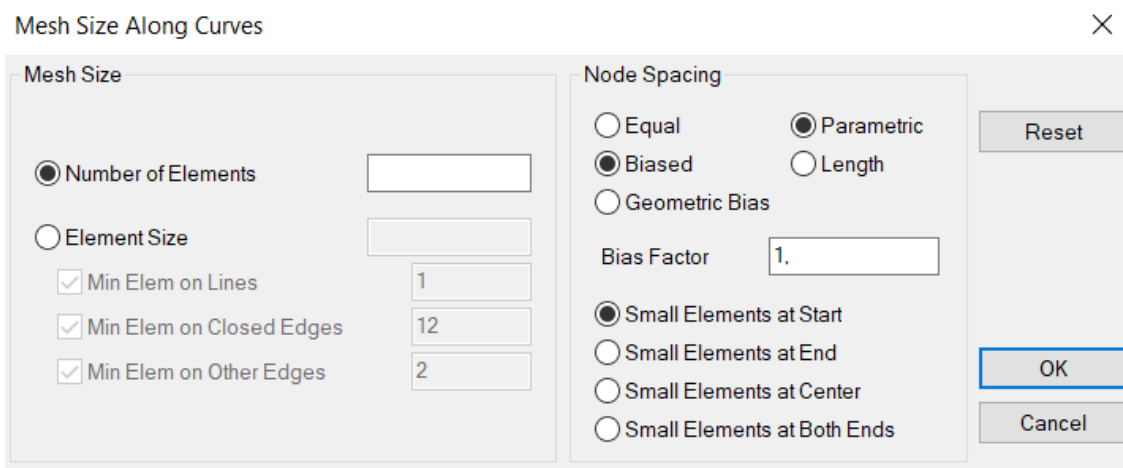 Mesh Size Along Curves
Mesh Size
Number of Elements
Element Size
Min Elem on Lines 1
Min Elem on Closed Edges 12
Min Elem on Other Edges 2
Node Spacing
Equal Parametric
Biased Length
Geometric Bias
Bias Factor 1.
Small Elements at Start
Small Elements at End
Small Elements at Center
Small Elements at Both Ends
Reset
OK
Cancel